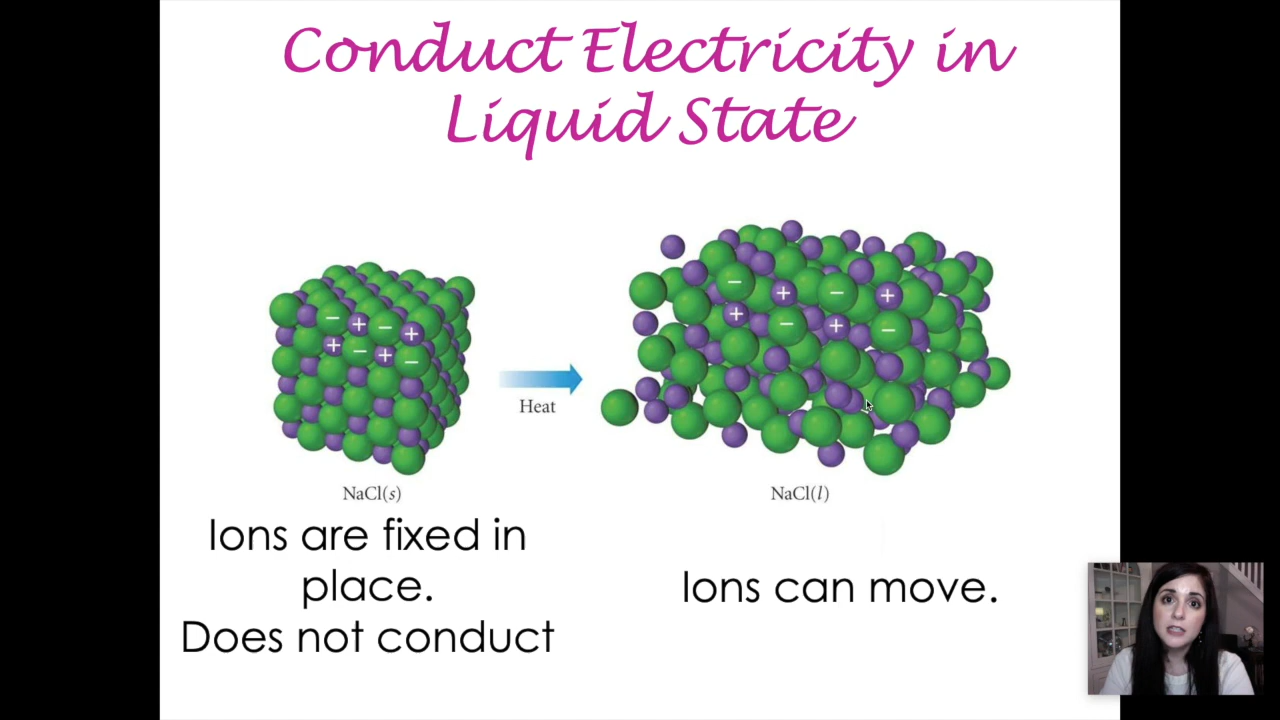 Conduct Electricity in
Liquid State
− + − +
+ − + −
− + − +
+ − + −
Heat
NaCl(s)
NaCl(l)
Ions are fixed in
place.
Does not conduct
Ions can move.